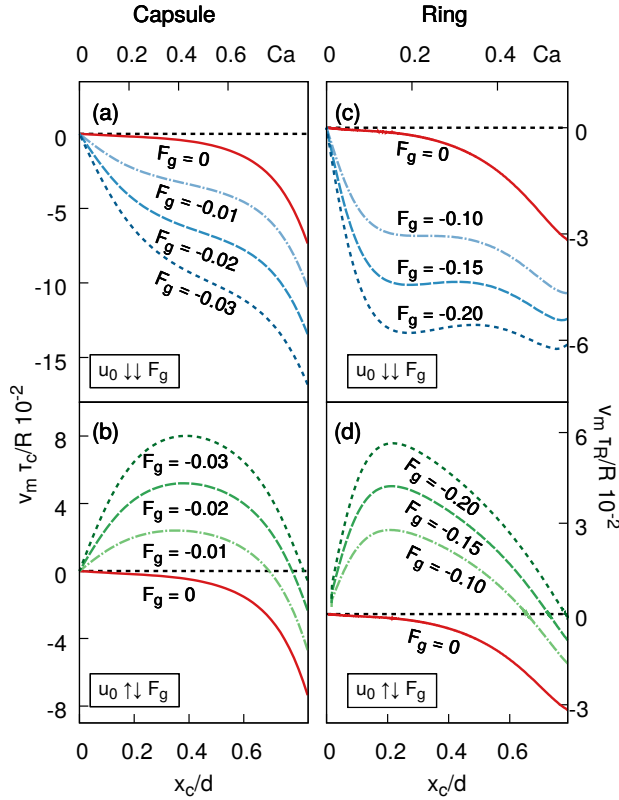 Capsule
Ring
0 0.2 0.4 0.6 Ca
0 0.2 0.4 Ca
(a)
0
-5
-10
-15
F_g = 0
F_g = -0.01
F_g = -0.02
F_g = -0.03
u_0 ↓↓ F_g
(c)
0
-3
-6
F_g = 0
F_g = -0.10
F_g = -0.15
F_g = -0.20
u_0 ↓↓ F_g
v_m τ_c/R 10^-2
(b)
8
4
0
-4
-8
F_g = -0.03
F_g = -0.02
F_g = -0.01
F_g = 0
u_0 ↑↓ F_g
(d)
6
3
0
-3
F_g = -0.20
F_g = -0.15
F_g = -0.10
F_g = 0
u_0 ↑↓ F_g
v_m τ_R/R 10^-2
0 0.2 0.4 0.6
0 0.2 0.4 0.6
x_c/d
x_c/d